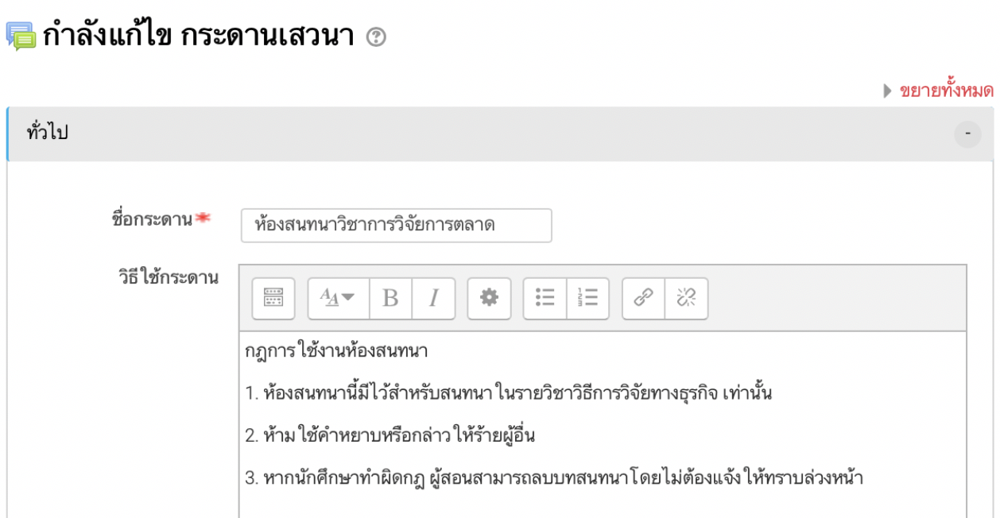 กำลังแก้ไข กระดานเสวนา
ขยายทั้งหมด
ทั่วไป
-
ชื่อกระดาน
ห้องสนทนาวิชาการวิจัยการตลาด
วิธีใช้กระดาน
B I
กฎการใช้งานห้องสนทนา
1. ห้องสนทนานี้มีไว้สำหรับสนทนาในรายวิชาวิธีการวิจัยทางธุรกิจ เท่านั้น
2. ห้ามใช้คำหยาบหรือกล่าวให้ร้ายผู้อื่น
3. หากนักศึกษาทำผิดกฎ ผู้สอนสามารถลบบทสนทนาโดยไม่ต้องแจ้งให้ทราบล่วงหน้า